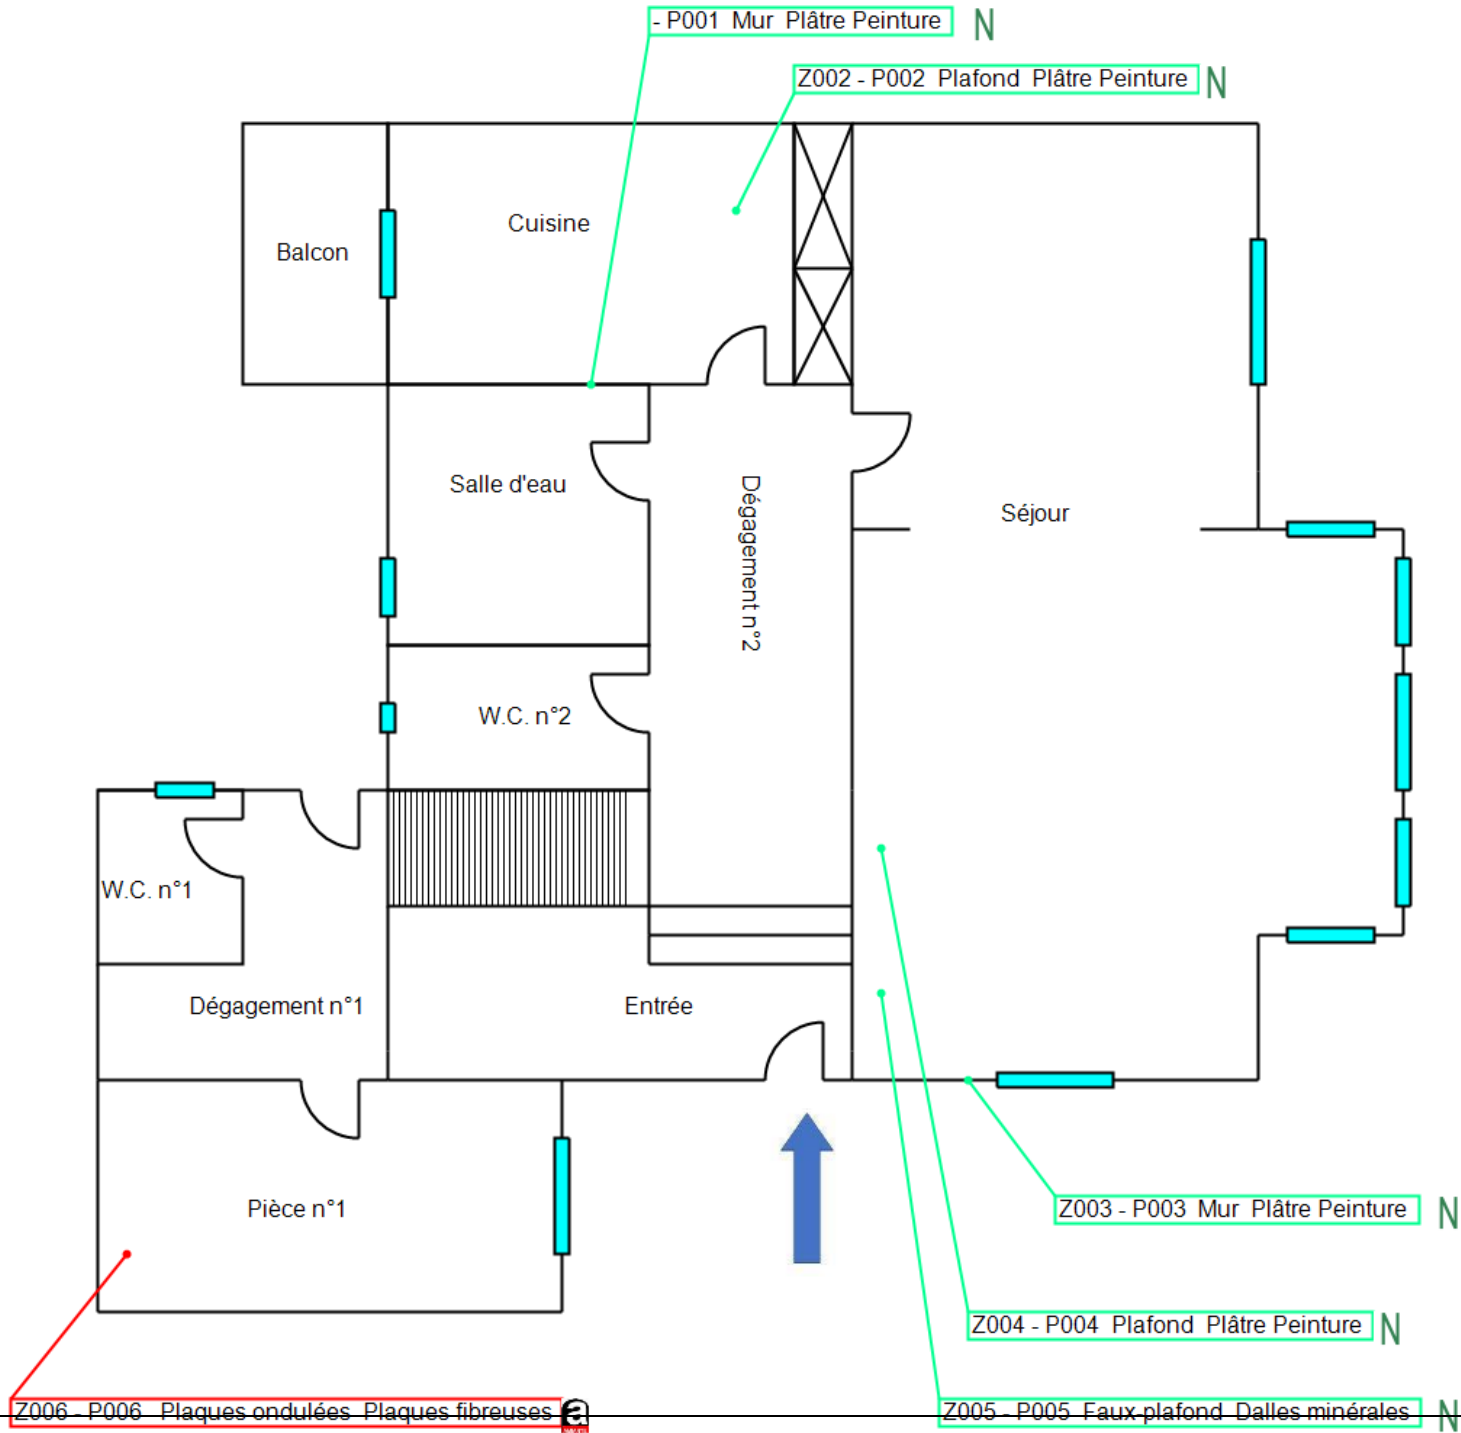 - P001 Mur Plâtre Peinture N
Z002 - P002 Plafond Plâtre Peinture N
Cuisine
Balcon
Salle d'eau
Dégagement n°2
Séjour
W.C. n°2
W.C. n°1
Dégagement n°1
Entrée
Pièce n°1
Z003 - P003 Mur Plâtre Peinture N
Z004 - P004 Plafond Plâtre Peinture N
Z006 - P006 Plaques ondulées Plaques fibreuses a
Z005 - P005 Faux-plafond Dalles minérales N